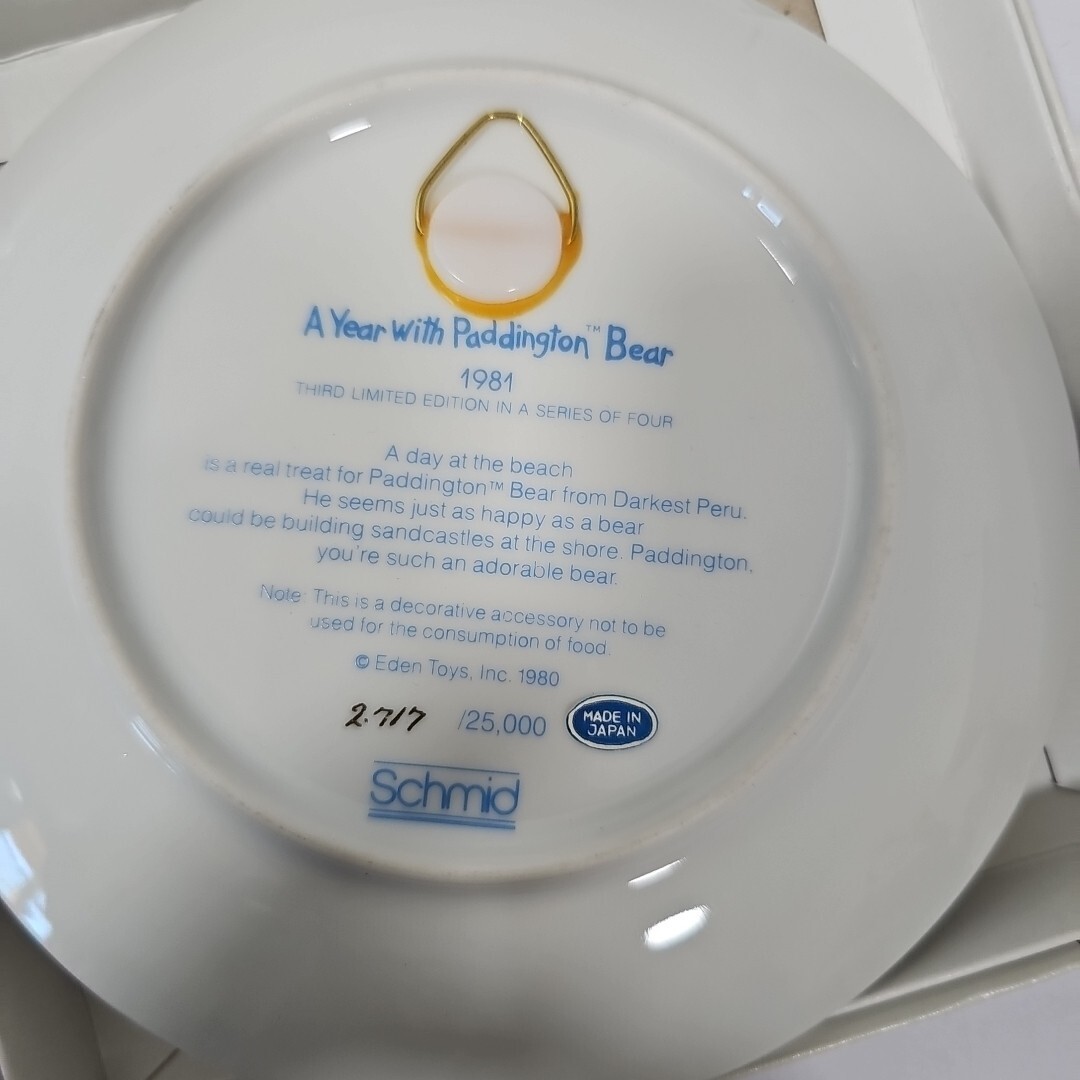 A Year with Paddington™ Bear
1981
THIRD LIMITED EDITION IN A SERIES OF FOUR
A day at the beach
is a real treat for Paddington™ Bear from Darkest Peru.
He seems just as happy as a bear
could be building sandcastles at the shore. Paddington,
you're such an adorable bear.
Note: This is a decorative accessory not to be
used for the consumption of food.
© Eden Toys, Inc. 1980
2.717 /25,000
MADE IN
JAPAN
Schmid